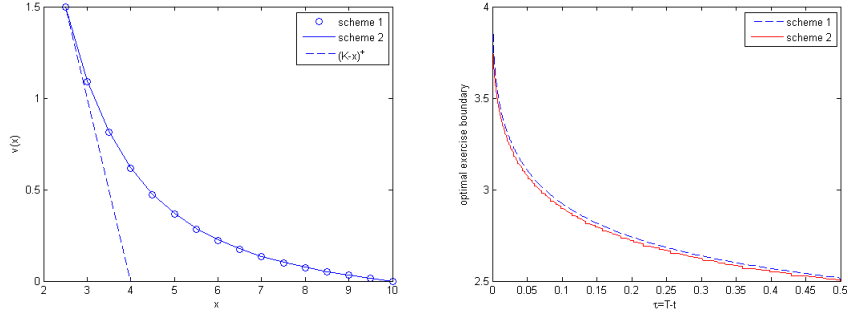 1.5
1
0.5
0
v(x)
2 3 4 5 6 7 8 9 10
x
scheme 1
scheme 2
(K-x)+
4
3.5
3
2.5
optimal exercise boundary
0 0.05 0.1 0.15 0.2 0.25 0.3 0.35 0.4 0.45 0.5
τ=T-t
scheme 1
scheme 2